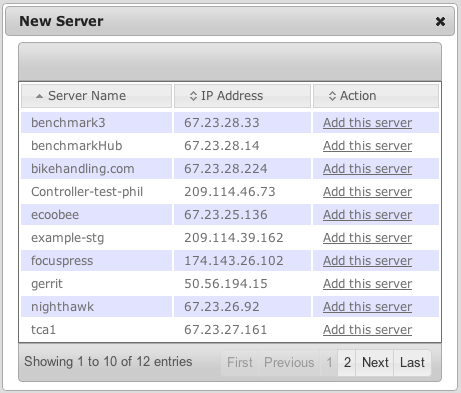 New Server ✖
Server Name IP Address Action
benchmark3 67.23.28.33 Add this server
benchmarkHub 67.23.28.14 Add this server
bikehandling.com 67.23.28.224 Add this server
Controller-test-phil 209.114.46.73 Add this server
ecoobee 67.23.25.136 Add this server
example-stg 209.114.39.162 Add this server
focuspress 174.143.26.102 Add this server
gerrit 50.56.194.15 Add this server
nighthawk 67.23.26.92 Add this server
tca1 67.23.27.161 Add this server
Showing 1 to 10 of 12 entries First Previous 1 2 Next Last